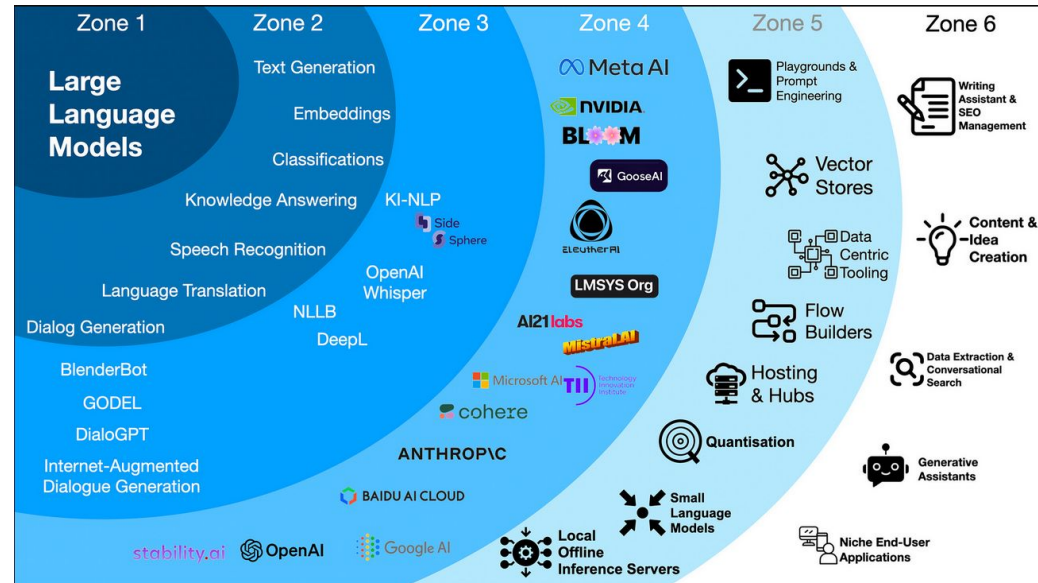 Zone 1
Zone 2
Zone 3
Zone 4
Zone 5
Zone 6
Large
Language
Models
Text Generation
Embeddings
Classifications
Knowledge Answering
Speech Recognition
Language Translation
Dialog Generation
KI-NLP
Side
Sphere
OpenAI
Whisper
NLLB
DeepL
BlenderBot
GODEL
DialoGPT
Internet-Augmented
Dialogue Generation
Meta AI
NVIDIA
BLOOM
GooseAI
EleutherAI
LMSYS Org
AI21labs
MistralAI
Microsoft AI
TII
Technology
Innovation
Institute
cohere
ANTHROP\C
BAIDU AI CLOUD
Google AI
OpenAI
stability.ai
Playgrounds &
Prompt
Engineering
Vector
Stores
Data
Centric
Tooling
Flow
Builders
Hosting
& Hubs
Quantisation
Small
Language
Models
Local
Offline
Inference Servers
Writing
Assistant &
SEO
Management
Content &
Idea
Creation
Data Extraction &
Conversational
Search
Generative
Assistants
Niche End-User
Applications